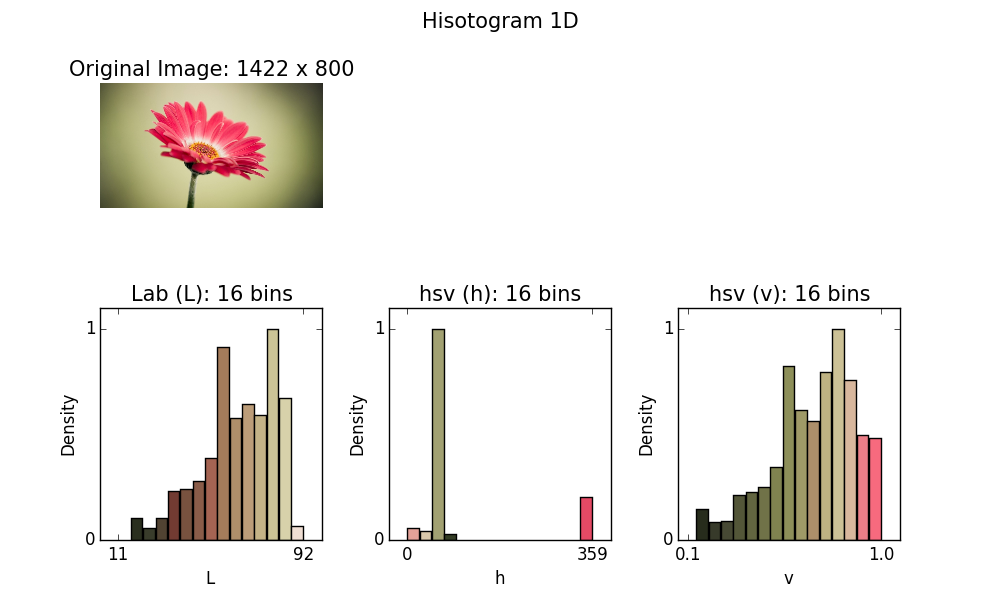 Hisotogram 1D
Original Image: 1422 x 800
Lab (L): 16 bins
hsv (h): 16 bins
hsv (v): 16 bins
1
1
1
Density
Density
Density
0
0
0
11
92
0
359
0.1
1.0
L
h
v